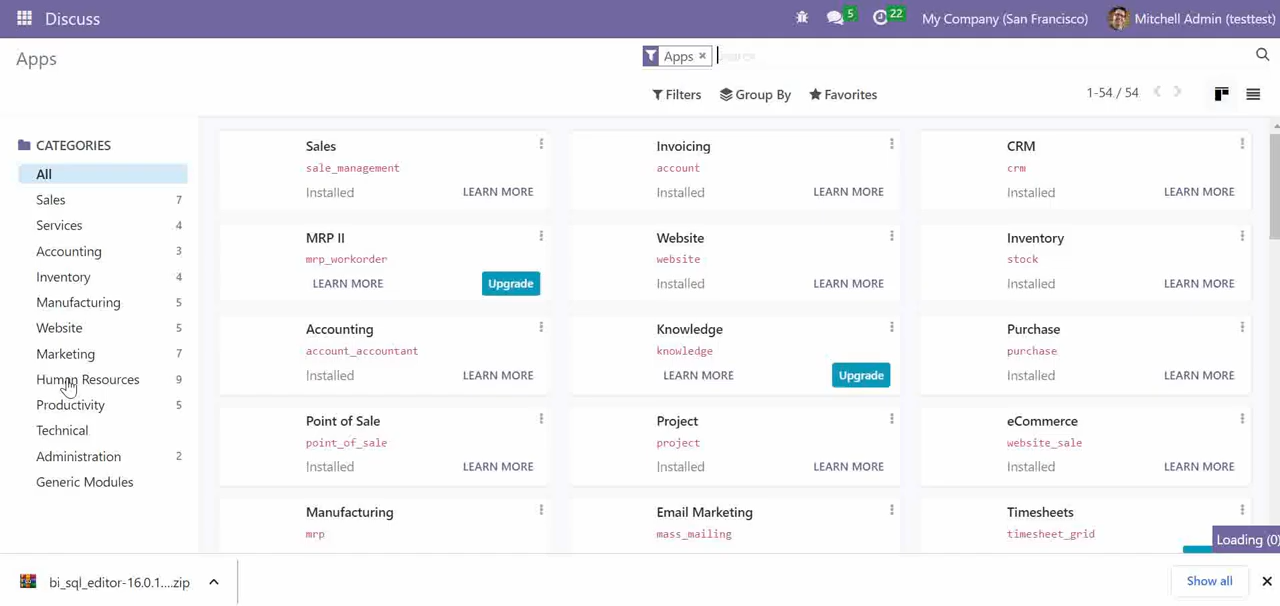 Discuss
5
22
My Company (San Francisco)
Mitchell Admin (testtest)
Apps
Apps ×
Filters
Group By
Favorites
1-54 / 54
CATEGORIES
All
Sales 7
Services 4
Accounting 3
Inventory 4
Manufacturing 5
Website 5
Marketing 7
Human Resources 9
Productivity 5
Technical
Administration 2
Generic Modules
Sales
sale_management
Installed LEARN MORE
Invoicing
account
Installed LEARN MORE
CRM
crm
Installed LEARN MORE
MRP II
mrp_workorder
LEARN MORE Upgrade
Website
website
Installed LEARN MORE
Inventory
stock
Installed LEARN MORE
Accounting
account_accountant
Installed LEARN MORE
Knowledge
knowledge
LEARN MORE Upgrade
Purchase
purchase
Installed LEARN MORE
Point of Sale
point_of_sale
Installed LEARN MORE
Project
project
Installed LEARN MORE
eCommerce
website_sale
Installed LEARN MORE
Manufacturing
mrp
Email Marketing
mass_mailing
Timesheets
timesheet_grid
Loading (0)
bi_sql_editor-16.0.1....zip
Show all